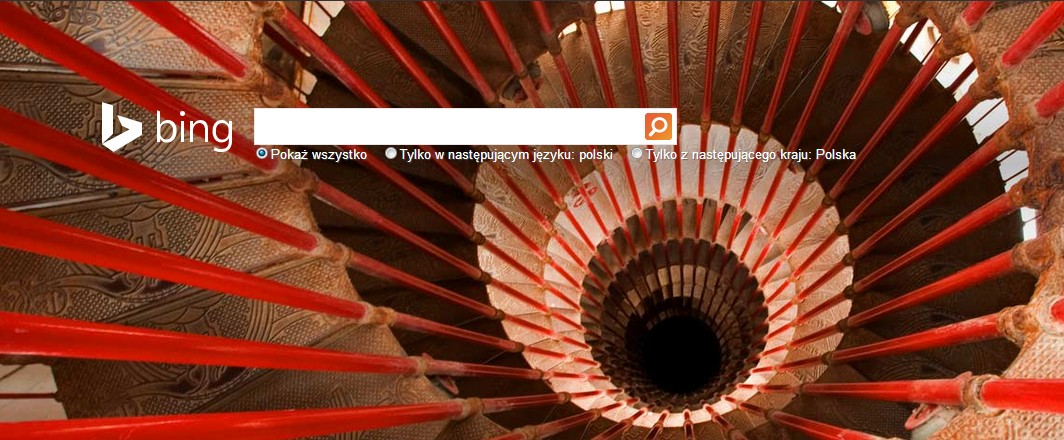 bing
Pokaż wszystko Tylko w następującym języku: polski Tylko z następującego kraju: Polska